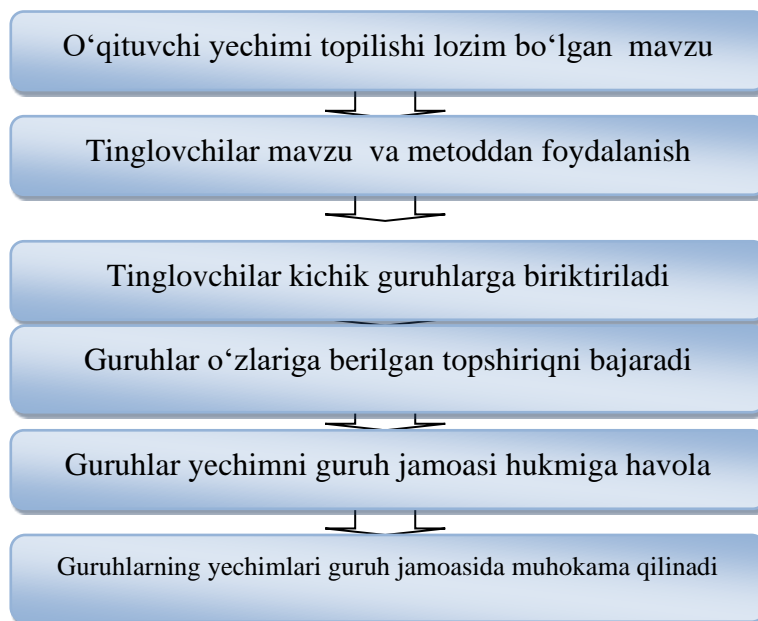 O‘qituvchi yechimi topilishi lozim bo‘lgan mavzu
Tinglovchilar mavzu va metoddan foydalanish
Tinglovchilar kichik guruhlarga biriktiriladi
Guruhlar o‘zlariga berilgan topshiriqni bajaradi
Guruhlar yechimni guruh jamoasi hukmiga havola
Guruhlarning yechimlari guruh jamoasida muhokama qilinadi